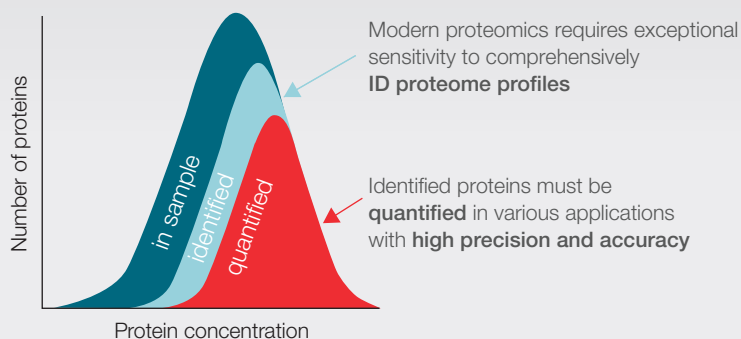 Modern proteomics requires exceptional
sensitivity to comprehensively
ID proteome profiles
Number of proteins
in sample
identified
quantified
Identified proteins must be
quantified in various applications
with high precision and accuracy
Protein concentration